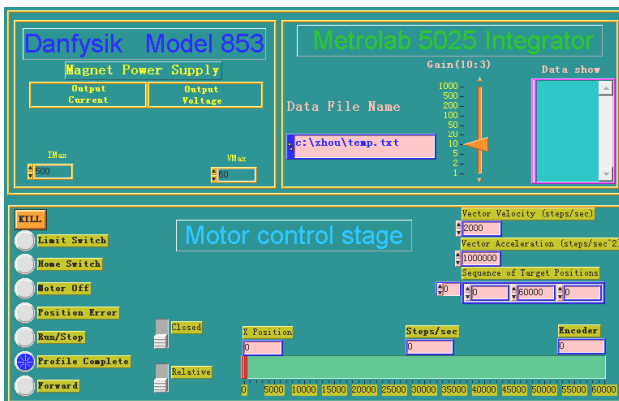 Danfysik Model 853
Magnet Power Supply
Output Current
Output Voltage
IMax
500
VMax
60
Metrolab 5025 Integrator
Gain(10:3)
Data show
Data File Name
c:\zhou\temp.txt
1000
500
200
100
50
20
10
5
2
1
KILL
Limit Switch
Home Switch
Motor Off
Position Error
Run/Stop
Profile Complete
Forward
Motor control stage
Closed
Relative
Vector Velocity (steps/sec)
2000
Vector Acceleration (steps/sec^2)
1000000
Sequence of Target Positions
0
0
60000
0
X Position
0
Steps/sec
0
Encoder
0
0 5000 10000 15000 20000 25000 30000 35000 40000 45000 50000 55000 60000